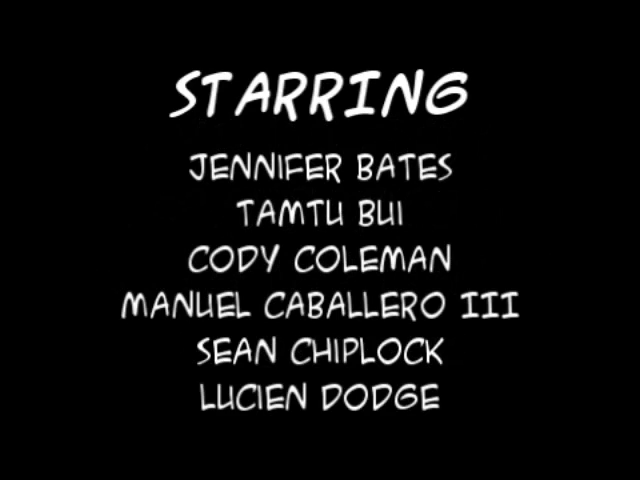 STARRING
JENNIFER BATES
TAMTU BUI
CODY COLEMAN
MANUEL CABALLERO III
SEAN CHIPLOCK
LUCIEN DODGE